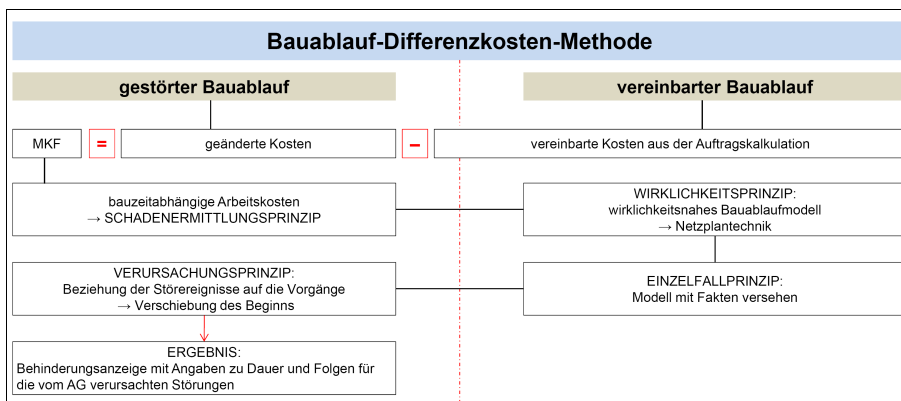 Bauablauf-Differenzkosten-Methode
gestörter Bauablauf
vereinbarter Bauablauf
MKF
=
geänderte Kosten
–
vereinbarte Kosten aus der Auftragskalkulation
bauzeitabhängige Arbeitskosten
→ SCHADENERMITTLUNGSPRINZIP
WIRKLICHKEITSPRINZIP:
wirklichkeitsnahes Bauablaufmodell
→ Netzplantechnik
VERURSACHUNGSPRINZIP:
Beziehung der Störereignisse auf die Vorgänge
→ Verschiebung des Beginns
EINZELFALLPRINZIP:
Modell mit Fakten versehen
ERGEBNIS:
Behinderungsanzeige mit Angaben zu Dauer und Folgen für
die vom AG verursachten Störungen